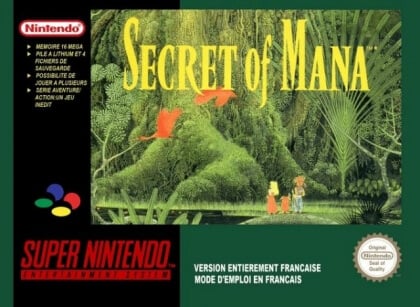 Nintendo
MEMOIRE 16 MEGA
PILE A LITHIUM ET 4
FICHIERS DE
SAUVEGARDE
POSSIBILITE DE
JOUER A PLUSIEURS
SERIE AVENTURE/
ACTION:UN JEU
INEDIT
SECRET of MANA™
SUPER NINTENDO
ENTERTAINMENT SYSTEM
VERSION ENTIEREMENT FRANCAISE
MODE D'EMPLOI EN FRANCAIS
Original
Nintendo
Seal of
Quality